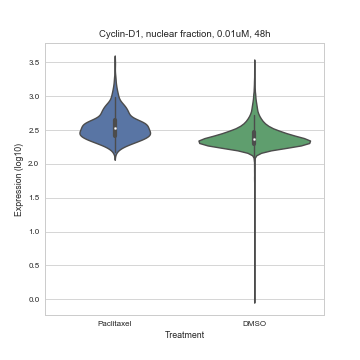 Cyclin-D1, nuclear fraction, 0.01uM, 48h
3.5
3.0
2.5
2.0
1.5
1.0
0.5
0.0
Expression (log10)
Paclitaxel DMSO
Treatment